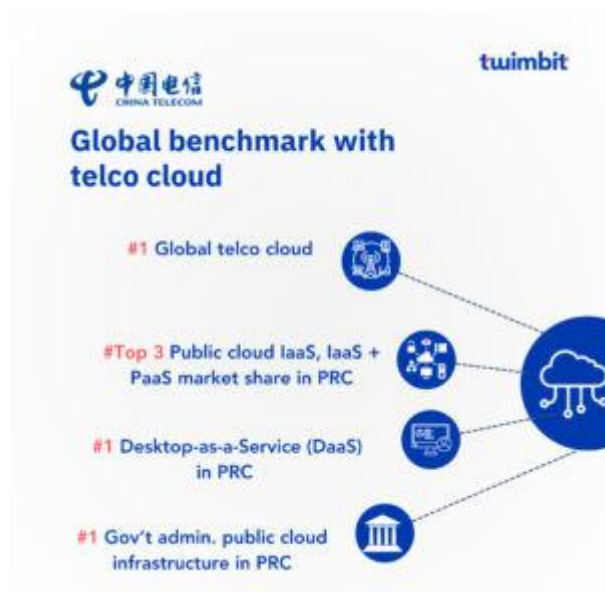 twimbit
中国电信
CHINA TELECOM
Global benchmark with
telco cloud
#1 Global telco cloud
#Top 3 Public cloud IaaS, IaaS +
PaaS market share in PRC
#1 Desktop-as-a-Service (DaaS)
in PRC
#1 Gov't admin. public cloud
infrastructure in PRC